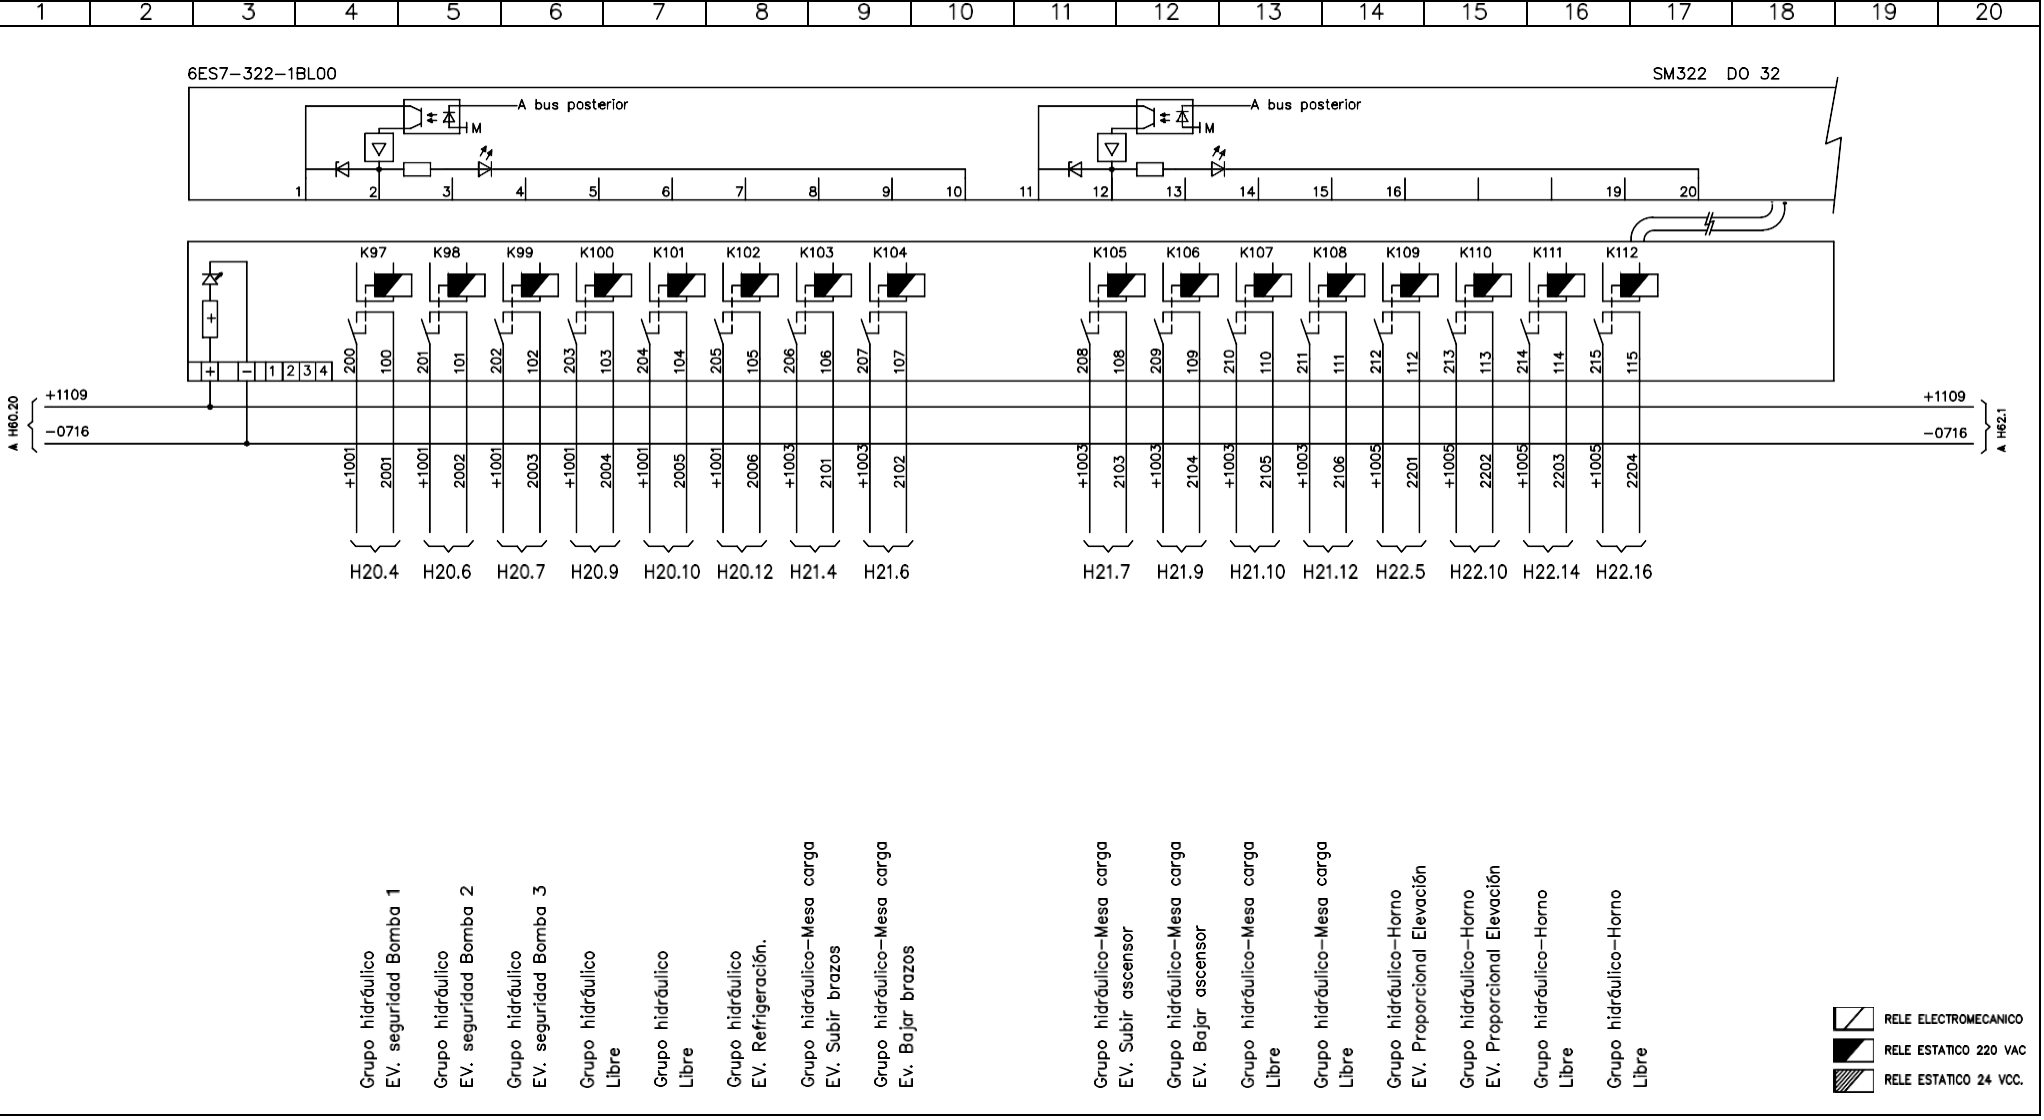 1 2 3 4 5 6 7 8 9 10 11 12 13 14 15 16 17 18 19 20
6ES7-322-1BL00
SM322 DO 32
A bus posterior
A bus posterior
M
M
1 2 3 4 5 6 7 8 9 10 11 12 13 14 15 16 19 20
K97 K98 K99 K100 K101 K102 K103 K104 K105 K106 K107 K108 K109 K110 K111 K112
+
200 100 201 101 202 102 203 103 204 104 205 105 206 106 207 107 208 108 209 109 210 110 211 111 212 112 213 113 214 114 215 115
+ - 1 2 3 4
A H60.20
+1109
+1109
-0716
-0716
A H62.1
+1001 2001 +1001 2002 +1001 2003 +1001 2004 +1001 2005 +1001 2006 +1003 2101 +1003 2102 +1003 2103 +1003 2104 +1003 2105 +1003 2106 +1005 2201 +1005 2202 +1005 2203 +1005 2204
H20.4 H20.6 H20.7 H20.9 H20.10 H20.12 H21.4 H21.6 H21.7 H21.9 H21.10 H21.12 H22.5 H22.10 H22.14 H22.16
Grupo hidráulico
EV. seguridad Bomba 1
Grupo hidráulico
EV. seguridad Bomba 2
Grupo hidráulico
EV. seguridad Bomba 3
Grupo hidráulico
Libre
Grupo hidráulico
Libre
Grupo hidráulico
EV. Refrigeración.
Grupo hidráulico-Mesa carga
EV. Subir brazos
Grupo hidráulico-Mesa carga
EV. Bajar brazos
Grupo hidráulico-Mesa carga
EV. Subir ascensor
Grupo hidráulico-Mesa carga
EV. Bajar ascensor
Grupo hidráulico-Mesa carga
Libre
Grupo hidráulico-Mesa carga
Libre
Grupo hidráulico-Horno
EV. Proporcional Elevación
Grupo hidráulico-Horno
EV. Proporcional Elevación
Grupo hidráulico-Horno
Libre
Grupo hidráulico-Horno
Libre
RELE ELECTROMECANICO
RELE ESTATICO 220 VAC
RELE ESTATICO 24 VCC.